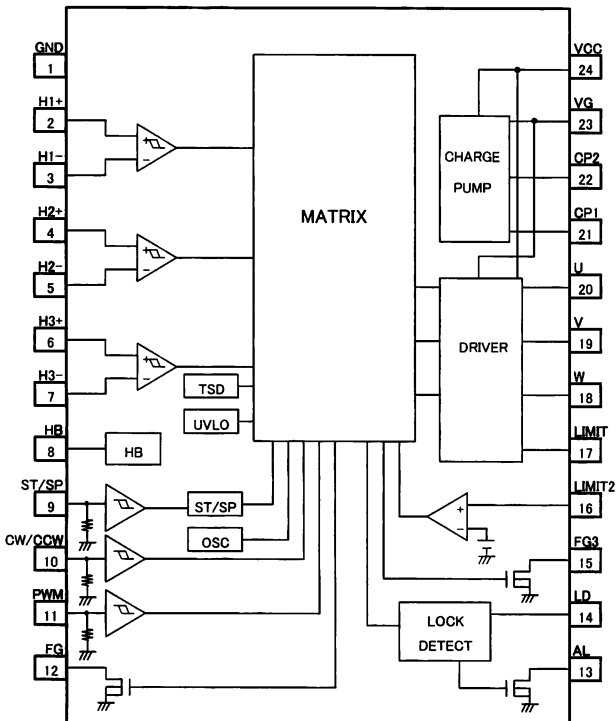 GND
1
H1+
2
H1-
3
H2+
4
H2-
5
H3+
6
H3-
7
HB
8
ST/SP
9
CW/CCW
10
PWM
11
FG
12
MATRIX
TSD
UVLO
HB
ST/SP
OSC
CHARGE
PUMP
DRIVER
LOCK
DETECT
VCC
24
VG
23
CP2
22
CP1
21
U
20
V
19
W
18
LIMIT
17
LIMIT2
16
FG3
15
LD
14
AL
13
+
-
+
-
+
-
+
-